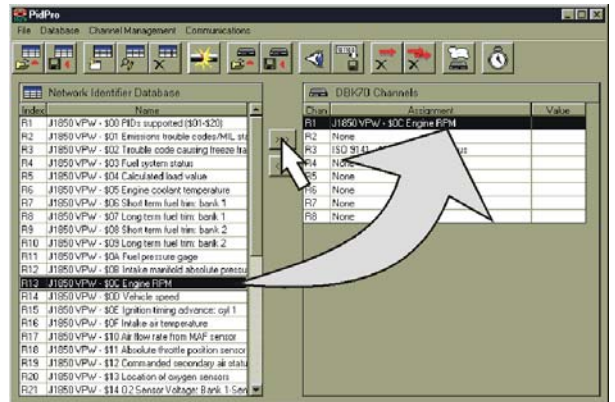 PidPro
File Database Channel Management Communications
Network Identifier Database
Index Name
R1 J1850 VPW - $00 PIDs supported ($01-$20)
R2 J1850 VPW - $01 Emissions trouble codes/MIL sta
R3 J1850 VPW - $02 Trouble code causing freeze fra
R4 J1850 VPW - $03 Fuel system status
R5 J1850 VPW - $04 Calculated load value
R6 J1850 VPW - $05 Engine coolant temperature
R7 J1850 VPW - $06 Short term fuel trim: bank 1
R8 J1850 VPW - $07 Long term fuel trim: bank 1
R9 J1850 VPW - $08 Short term fuel trim: bank 2
R10 J1850 VPW - $09 Long term fuel trim: bank 2
R11 J1850 VPW - $0A Fuel pressure gage
R12 J1850 VPW - $0B Intake manifold absolute pressu
R13 J1850 VPW - $0C Engine RPM
R14 J1850 VPW - $0D Vehicle speed
R15 J1850 VPW - $0E Ignition timing advance: cyl 1
R16 J1850 VPW - $0F Intake air temperature
R17 J1850 VPW - $10 Air flow rate from MAF sensor
R18 J1850 VPW - $11 Absolute throttle position sensor
R19 J1850 VPW - $12 Commanded secondary air statu
R20 J1850 VPW - $13 Location of oxygen sensors
R21 J1850 VPW - $14 O2 Sensor Voltage: Bank 1-Sen
>>>
DBK70 Channels
Chan Assignment Value
R1 J1850 VPW - $0C Engine RPM
R2 None
R3 ISO 9141
R4 None
R5 None
R6 None
R7 None
R8 None